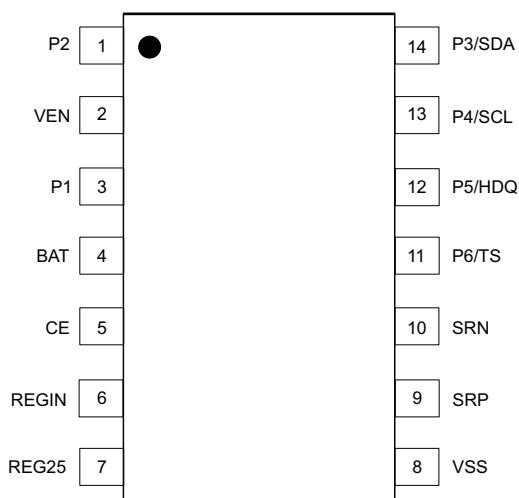 P2 1 14 P3/SDA
VEN 2 13 P4/SCL
P1 3 12 P5/HDQ
BAT 4 11 P6/TS
CE 5 10 SRN
REGIN 6 9 SRP
REG25 7 8 VSS